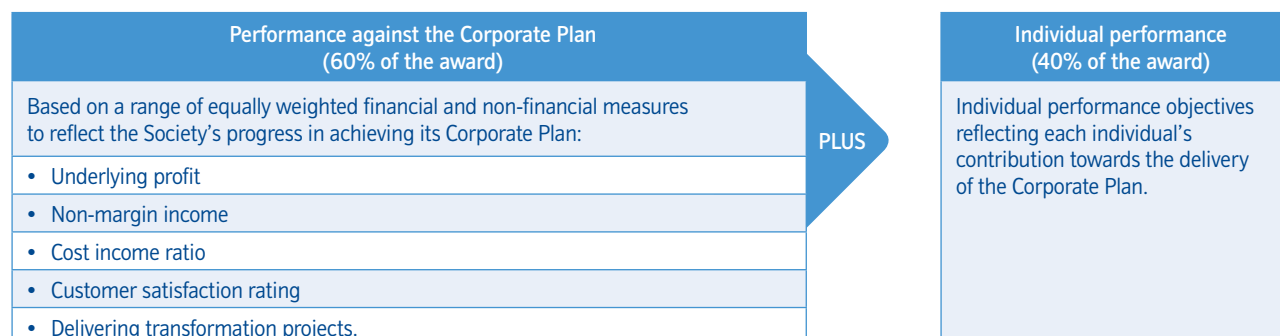 Performance against the Corporate Plan
(60% of the award)
Based on a range of equally weighted financial and non-financial measures
to reflect the Society's progress in achieving its Corporate Plan:
• Underlying profit
• Non-margin income
• Cost income ratio
• Customer satisfaction rating
• Delivering transformation projects.
PLUS
Individual performance
(40% of the award)
Individual performance objectives
reflecting each individual's
contribution towards the delivery
of the Corporate Plan.